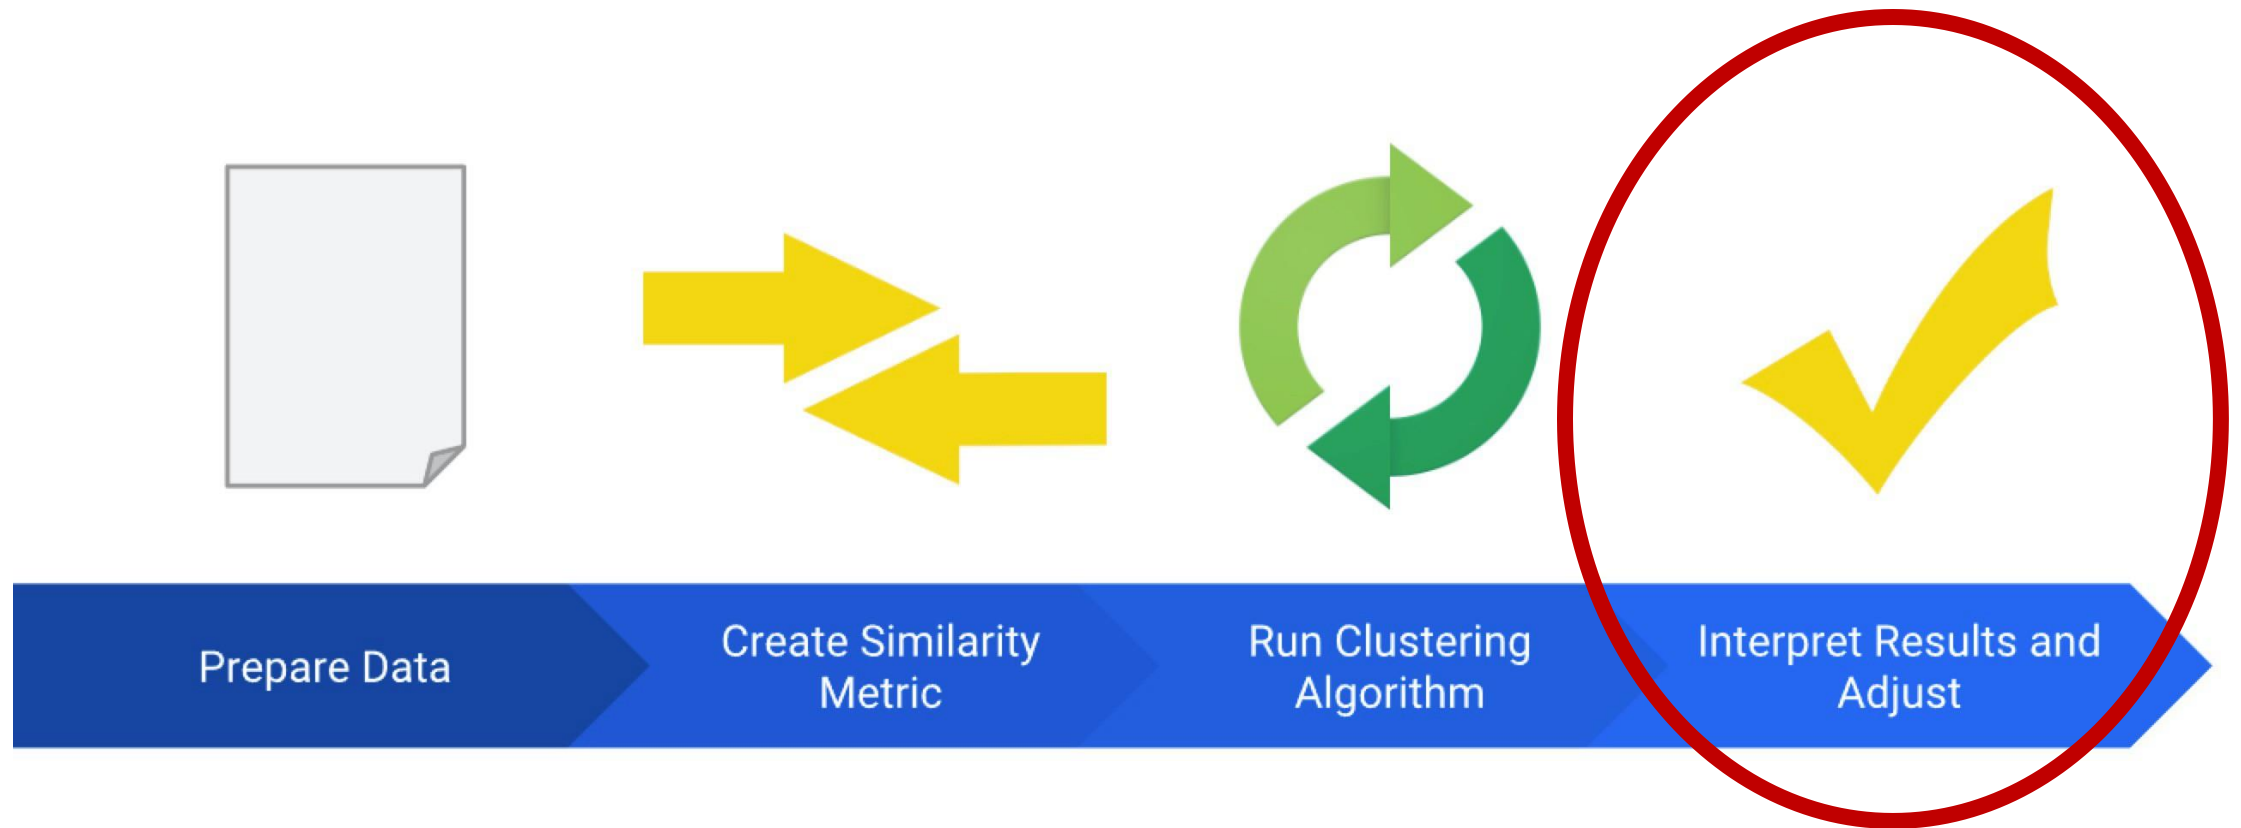 Prepare Data
Create Similarity
Metric
Run Clustering
Algorithm
Interpret Results and
Adjust